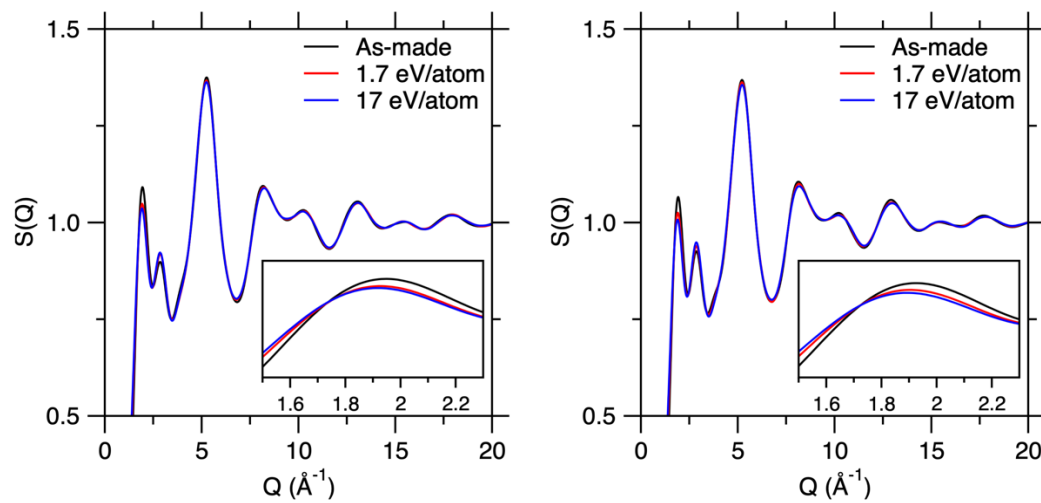 1.5
As-made
1.7 eV/atom
17 eV/atom
S(Q)
1.0
0.5
1.6 1.8 2 2.2
0 5 10 15 20
Q (Å⁻¹)
1.5
As-made
1.7 eV/atom
17 eV/atom
S(Q)
1.0
0.5
1.6 1.8 2 2.2
0 5 10 15 20
Q (Å⁻¹)